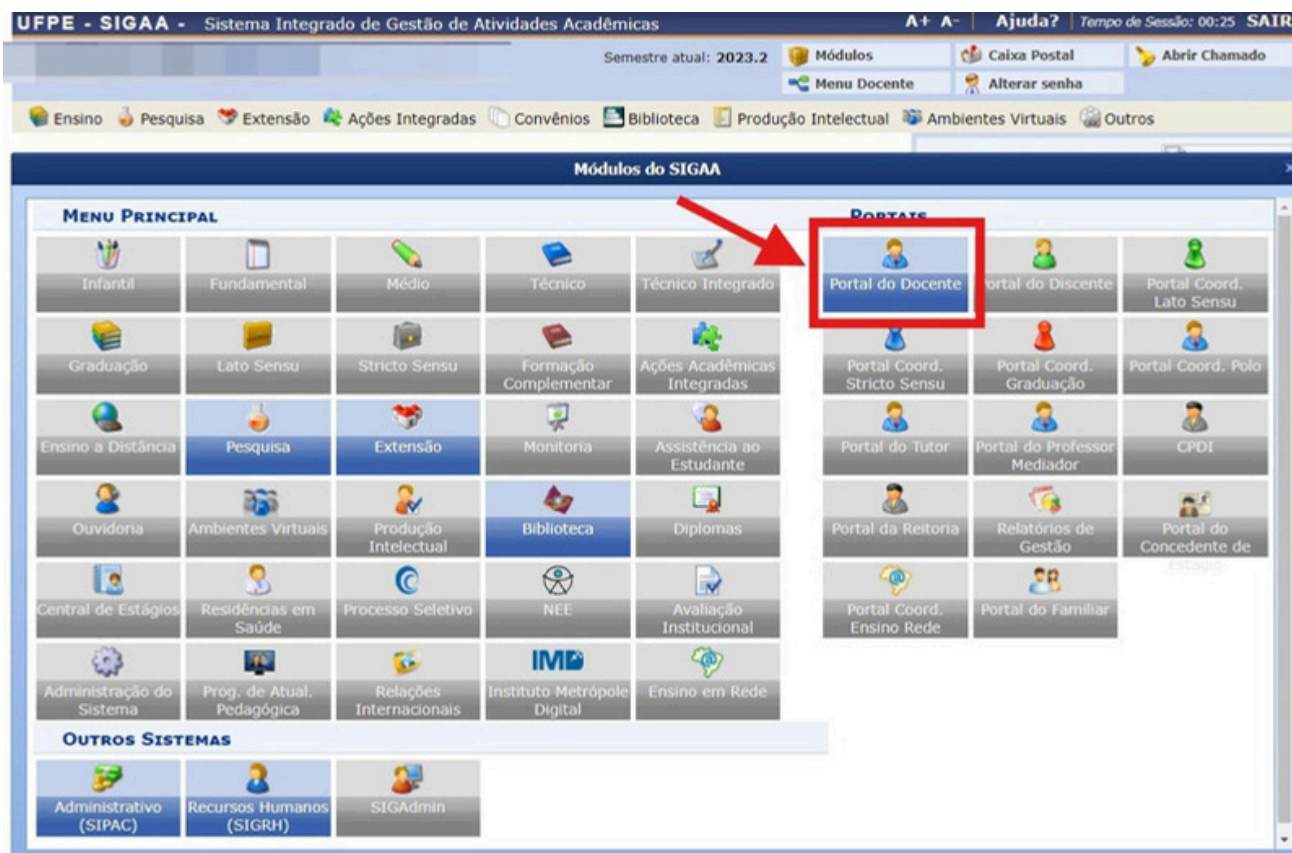 UFPE - SIGAA - Sistema Integrado de Gestão de Atividades Acadêmicas A+ A- Ajuda? Tempo de Sessão: 00:25 SAIR
Semestre atual: 2023.2 Módulos Caixa Postal Abrir Chamado
Menu Docente Alterar senha
Ensino Pesquisa Extensão Ações Integradas Convênios Biblioteca Produção Intelectual Ambientes Virtuais Outros
Módulos do SIGAA
MENU PRINCIPAL
PORTAIS
Infantil Fundamental Médio Técnico Técnico Integrado
Portal do Docente Portal do Discente Portal Coord.
Lato Sensu
Graduação Lato Sensu Stricto Sensu Formação
Complementar
Ações Acadêmicas
Integradas
Portal Coord.
Stricto Sensu
Portal Coord.
Graduação
Portal Coord. Polo
Ensino a Distância Pesquisa Extensão Monitoria Assistência ao
Estudante
Portal do Tutor Portal do Professor
Mediador
CPDI
Ouvidoria Ambientes Virtuais Produção
Intelectual
Biblioteca Diplomas
Portal da Reitoria Relatórios de
Gestão
Portal do
Concedente de
Estágio
Central de Estágios Residências em
Saúde
Processo Seletivo NEE Avaliação
Institucional
Portal Coord.
Ensino Rede
Portal do Familiar
Administração do
Sistema
Prog. de Atual.
Pedagógica
Relações
Internacionais
IMD
Instituto Metrópole
Digital
Ensino em Rede
OUTROS SISTEMAS
Administrativo
(SIPAC)
Recursos Humanos
(SIGRH)
SIGAdmin